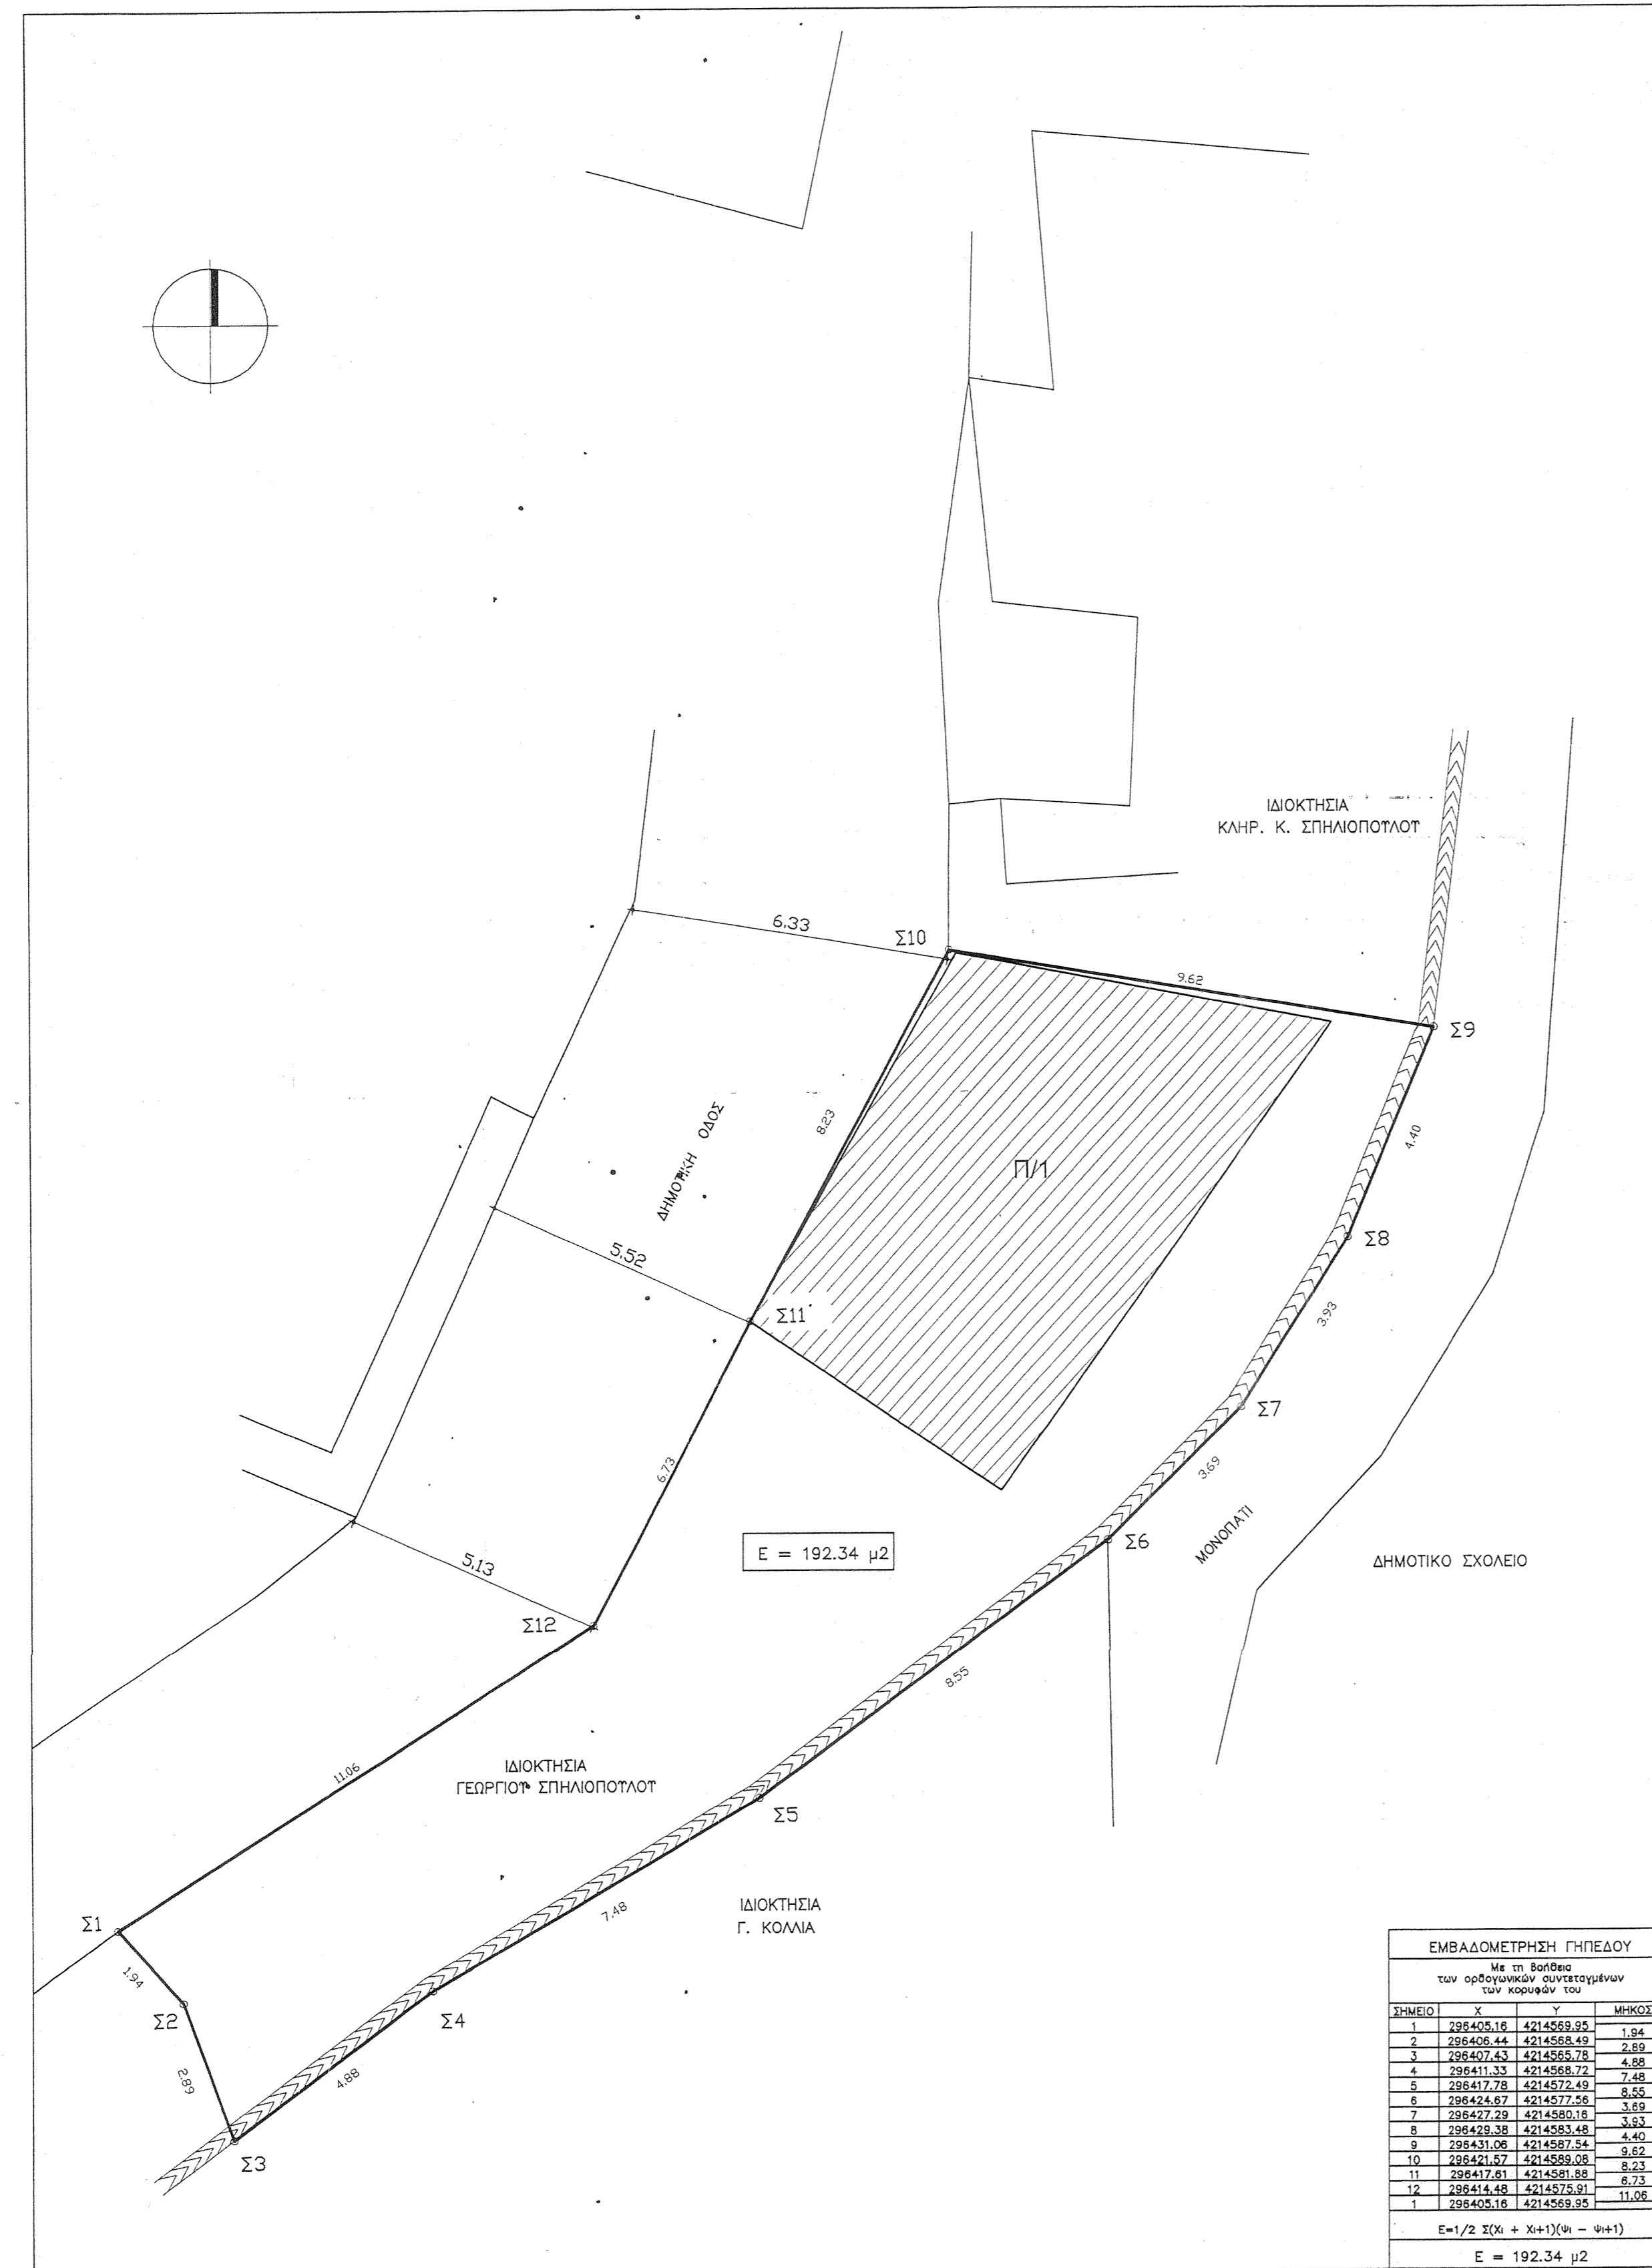 ΙΔΙΟΚΤΗΣΙΑ
ΚΛΗΡ. Κ. ΣΠΗΛΙΟΠΟΥΛΟΥ
6.33
Σ10
9.62
Σ9
8.23
4.40
ΔΗΜΟΤΙΚΗ ΟΔΟΣ
Π/1
Σ8
5.52
Σ11
3.93
Σ7
6.73
3.69
Σ6
ΜΟΝΟΠΑΤΙ
Ε = 192.34 μ2
ΔΗΜΟΤΙΚΟ ΣΧΟΛΕΙΟ
5.13
Σ12
8.55
11.06
ΙΔΙΟΚΤΗΣΙΑ
ΓΕΩΡΓΙΟΥ ΣΠΗΛΙΟΠΟΥΛΟΥ
Σ5
Σ1
7.48
ΙΔΙΟΚΤΗΣΙΑ
Γ. ΚΟΛΛΙΑ
1.94
Σ2
Σ4
2.89
4.88
Σ3
ΕΜΒΑΔΟΜΕΤΡΗΣΗ ΓΗΠΕΔΟΥ
Με τη βοήθεια
των ορθογωνικών συντεταγμένων
των κορυφών του
ΣΗΜΕΙΟ X Y ΜΗΚΟΣ
1 296405.16 4214569.95
1.94
2 296406.44 4214568.49
2.89
3 296407.43 4214565.78
4.88
4 296411.33 4214568.72
7.48
5 296417.78 4214572.49
8.55
6 296424.67 4214577.56
3.69
7 296427.29 4214580.16
3.93
8 296429.38 4214583.48
4.40
9 296431.06 4214587.54
9.62
10 296421.57 4214589.08
8.23
11 296417.61 4214581.88
6.73
12 296414.48 4214575.91
11.06
1 296405.16 4214569.95
Ε=1/2 Σ(Χι + Χι+1)(Ψι − Ψι+1)
Ε = 192.34 μ2